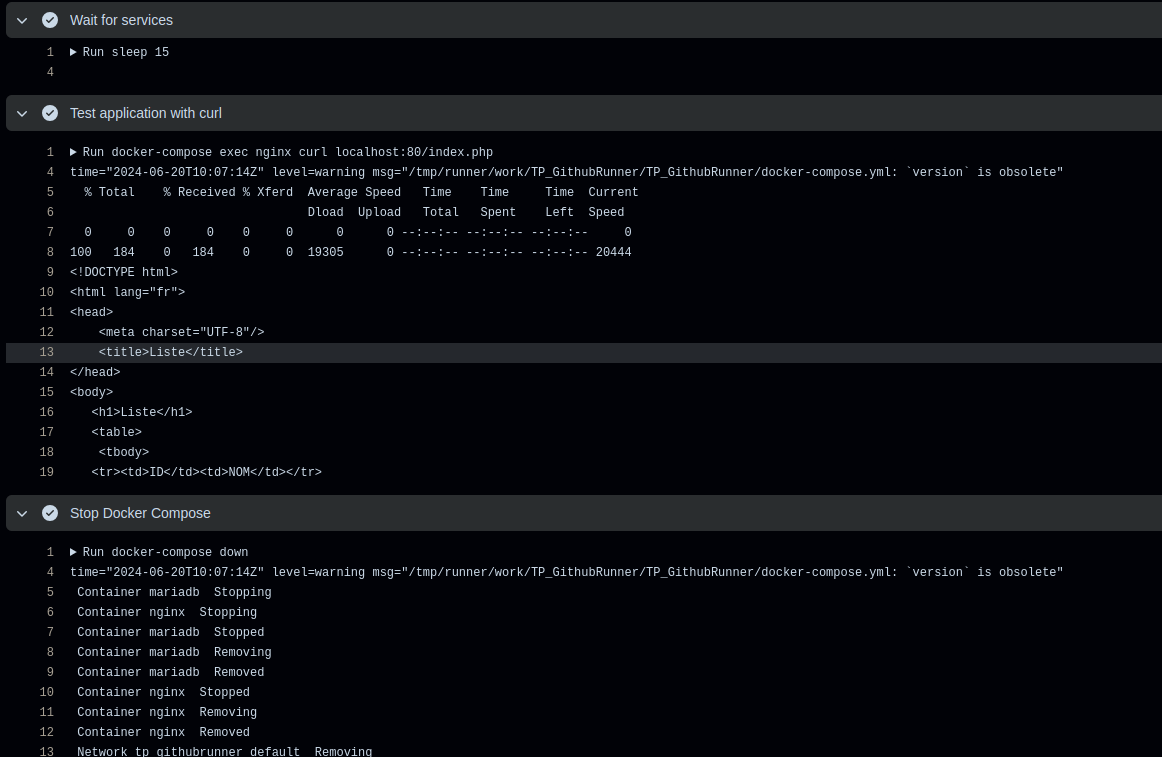 Wait for services
1 Run sleep 15
4
Test application with curl
1 Run docker-compose exec nginx curl localhost:80/index.php
4 time="2024-06-20T10:07:14Z" level=warning msg="/tmp/runner/work/TP_GithubRunner/TP_GithubRunner/docker-compose.yml: `version` is obsolete"
5   % Total    % Received % Xferd  Average Speed   Time    Time     Time  Current
6                                  Dload  Upload   Total   Spent    Left  Speed
7   0     0    0     0    0     0      0      0 --:--:-- --:--:-- --:--:--     0
8 100   184    0   184    0     0  19305      0 --:--:-- --:--:-- --:--:-- 20444
9 <!DOCTYPE html>
10 <html lang="fr">
11 <head>
12     <meta charset="UTF-8"/>
13     <title>Liste</title>
14 </head>
15 <body>
16    <h1>Liste</h1>
17    <table>
18     <tbody>
19    <tr><td>ID</td><td>NOM</td></tr>
Stop Docker Compose
1 Run docker-compose down
4 time="2024-06-20T10:07:14Z" level=warning msg="/tmp/runner/work/TP_GithubRunner/TP_GithubRunner/docker-compose.yml: `version` is obsolete"
5  Container mariadb  Stopping
6  Container nginx  Stopping
7  Container mariadb  Stopped
8  Container mariadb  Removing
9  Container mariadb  Removed
10  Container nginx  Stopped
11  Container nginx  Removing
12  Container nginx  Removed
13  Network tp_githubrunner_default  Removing